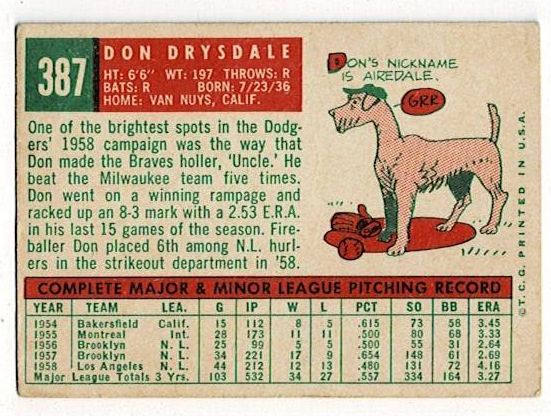 387
DON DRYSDALE
HT: 6'6" WT: 197 THROWS: R
BATS: R BORN: 7/23/36
HOME: VAN NUYS, CALIF.
One of the brightest spots in the Dodg-
ers' 1958 campaign was the way that
Don made the Braves holler, 'Uncle.' He
beat the Milwaukee team five times.
Don went on a winning rampage and
racked up an 8-3 mark with a 2.53 E.R.A.
in his last 15 games of the season. Fire-
baller Don placed 6th among N.L. hurl-
ers in the strikeout department in '58.
DON'S NICKNAME
IS AIREDALE.
GRR
©T.C.G. PRINTED IN U.S.A.
COMPLETE MAJOR & MINOR LEAGUE PITCHING RECORD
YEAR TEAM LEA. G IP W L PCT SO BB ERA
1954 Bakersfield Calif. 15 112 8 5 .615 73 58 3.45
1955 Montreal Int. 28 173 11 11 .500 80 68 3.33
1956 Brooklyn N. L. 25 99 5 5 .500 55 31 2.64
1957 Brooklyn N. L. 34 221 17 9 .654 148 61 2.69
1958 Los Angeles N. L. 44 212 12 13 .480 131 72 4.16
Major League Totals 3 Yrs. 103 532 34 27 .557 334 164 3.27